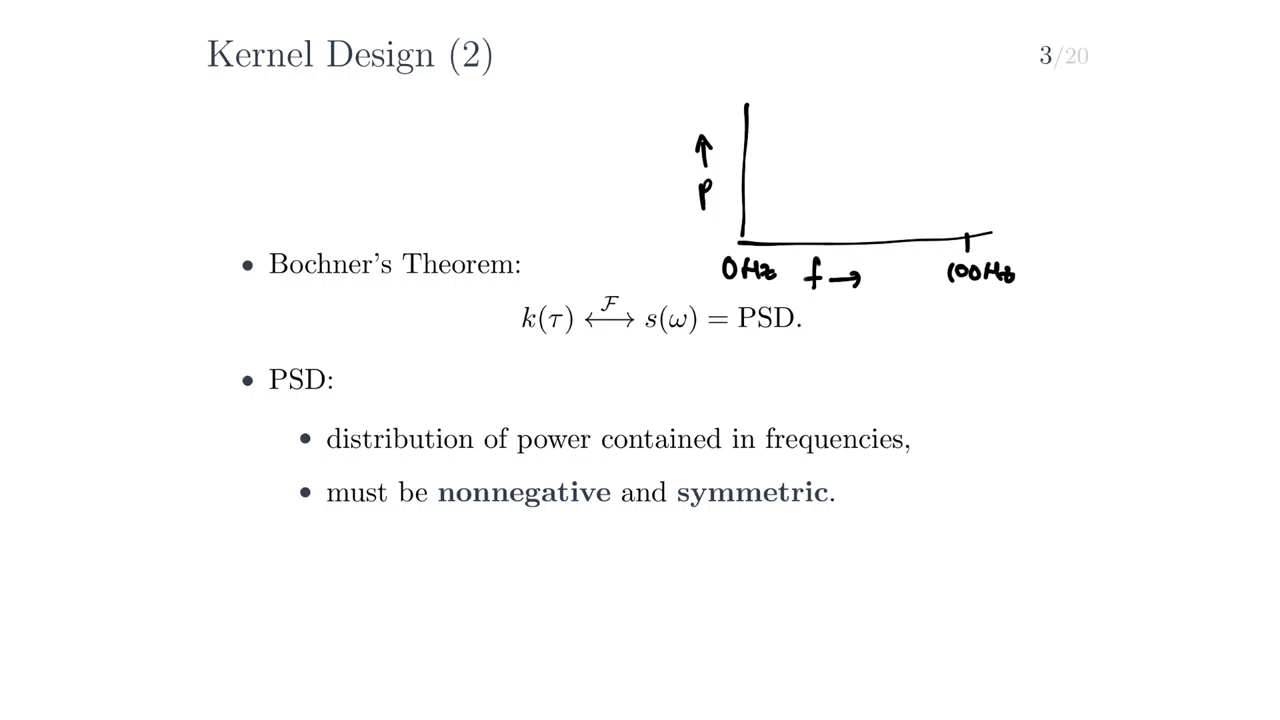 Kernel Design (2)
3/20
↑
P
0Hz f → 100Hz
• Bochner's Theorem:
k(τ) ⟷^ℱ s(ω) = PSD.
• PSD:
• distribution of power contained in frequencies,
• must be nonnegative and symmetric.